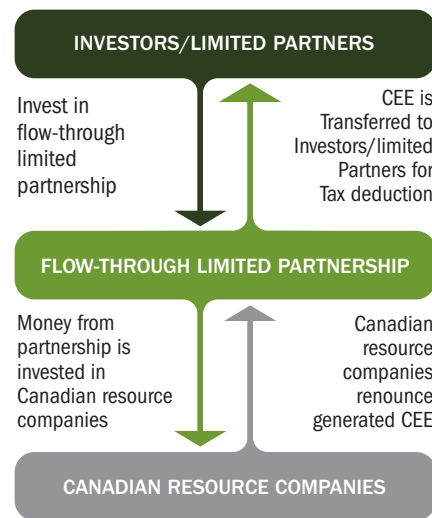 INVESTORS/LIMITED PARTNERS
Invest in
flow-through
limited
partnership
CEE is
Transferred to
Investors/limited
Partners for
Tax deduction
FLOW-THROUGH LIMITED PARTNERSHIP
Money from
partnership is
invested in
Canadian resource
companies
Canadian
resource
companies
renounce
generated CEE
CANADIAN RESOURCE COMPANIES